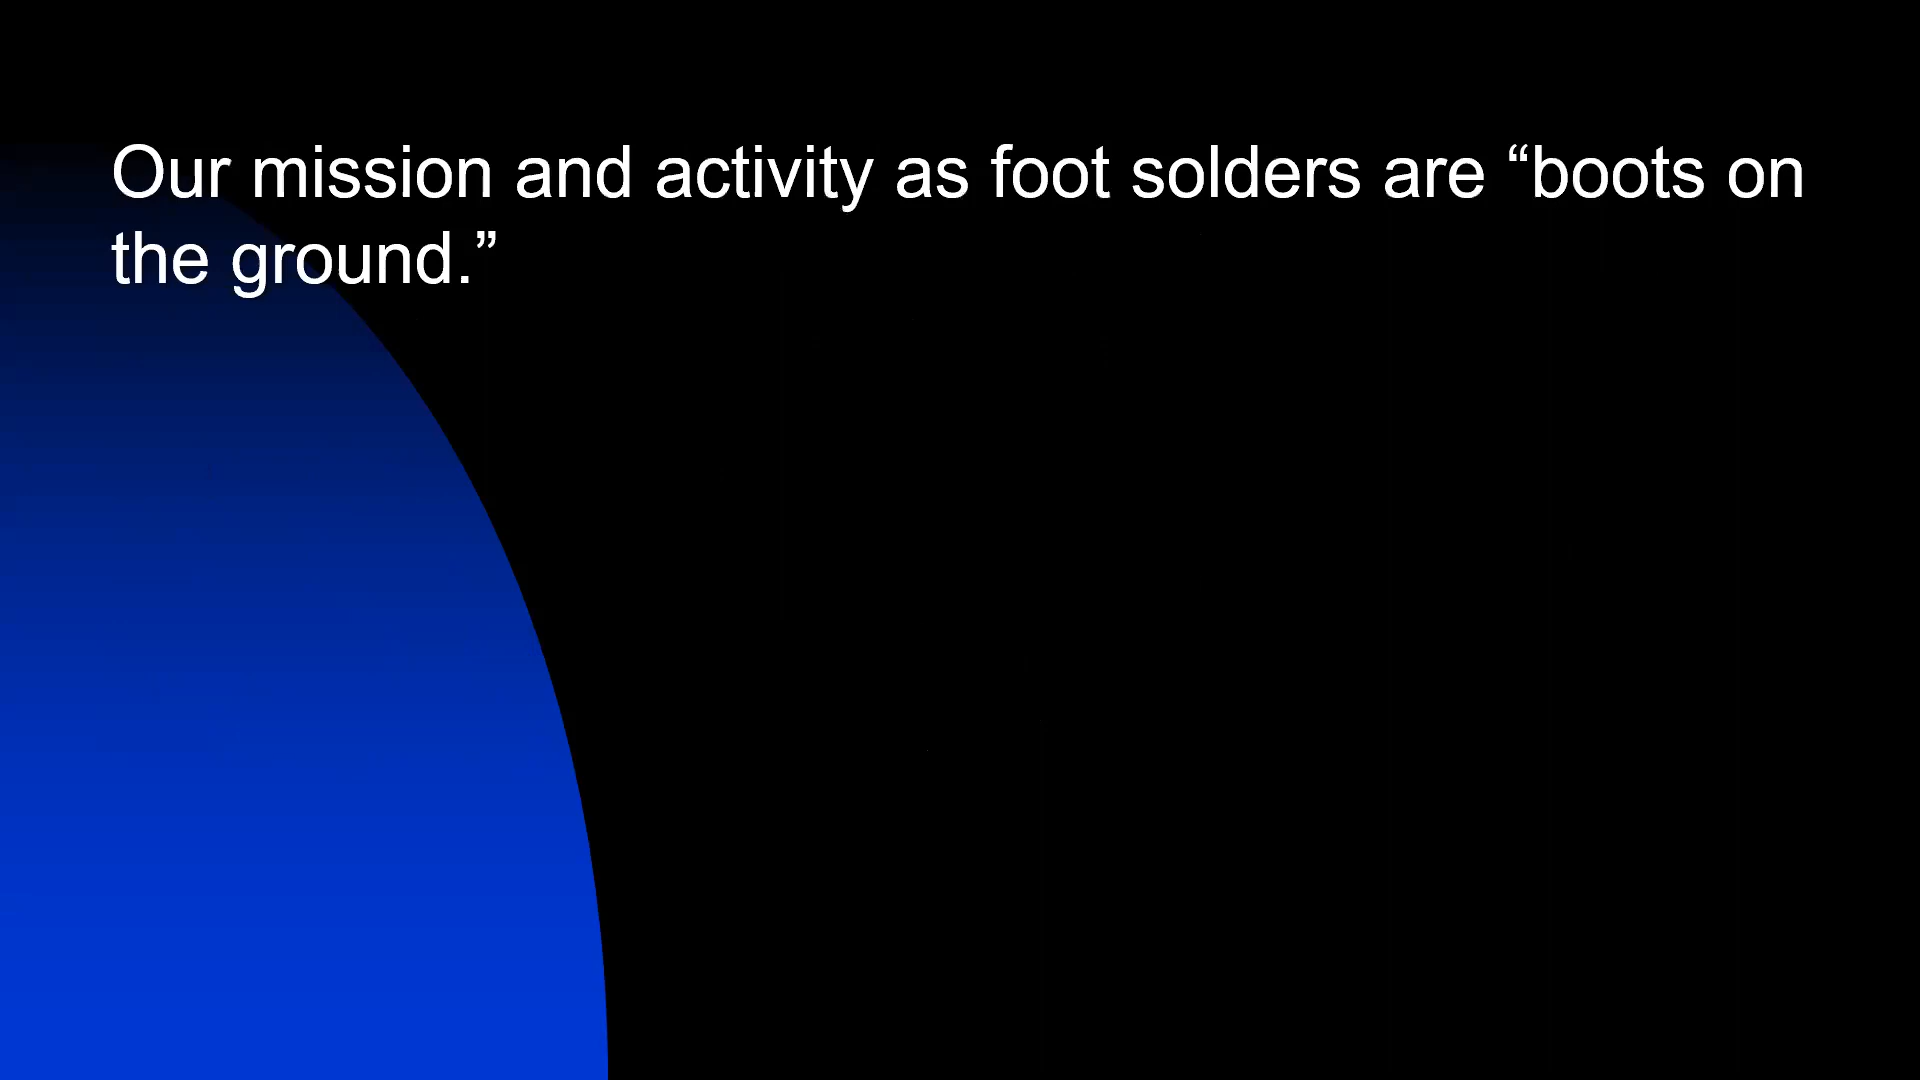 Our mission and activity as foot solders are “boots on
the ground.”